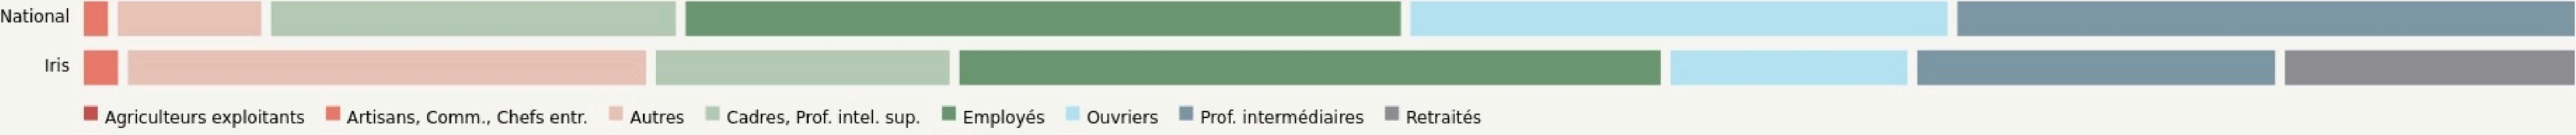 National
Iris
Agriculteurs exploitants Artisans, Comm., Chefs entr. Autres Cadres, Prof. intel. sup. Employés Ouvriers Prof. intermédiaires Retraités